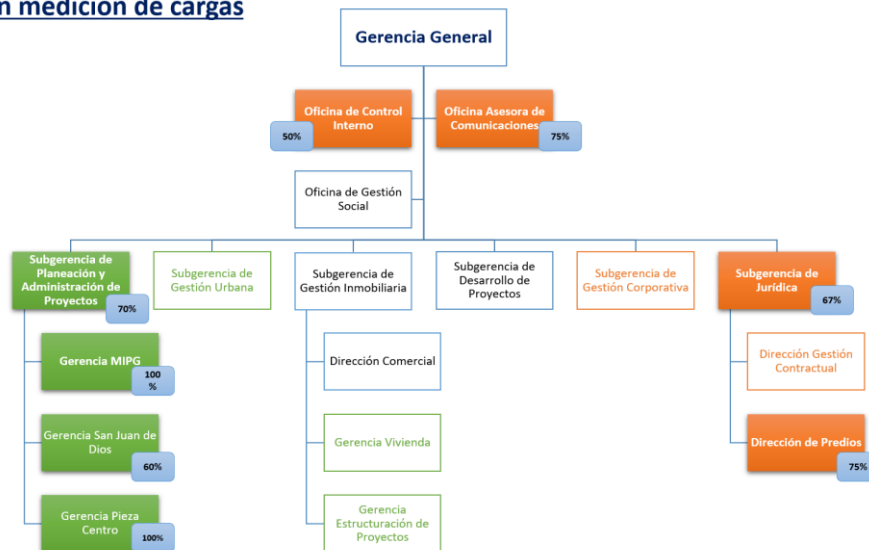 n medición de cargas
Gerencia General
Oficina de Control
Interno
50%
Oficina Asesora de
Comunicaciones
75%
Oficina de Gestión
Social
Subgerencia de
Planeación y
Administración de
Proyectos
70%
Subgerencia de
Gestión Urbana
Subgerencia de
Gestión Inmobiliaria
Subgerencia de
Desarrollo de
Proyectos
Subgerencia de
Gestión Corporativa
Subgerencia de
Jurídica
67%
Gerencia MIPG
100
%
Dirección Comercial
Dirección Gestión
Contractual
Gerencia San Juan de
Dios
60%
Gerencia Vivienda
Dirección de Predios
75%
Gerencia Pieza
Centro
100%
Gerencia
Estructuración de
Proyectos